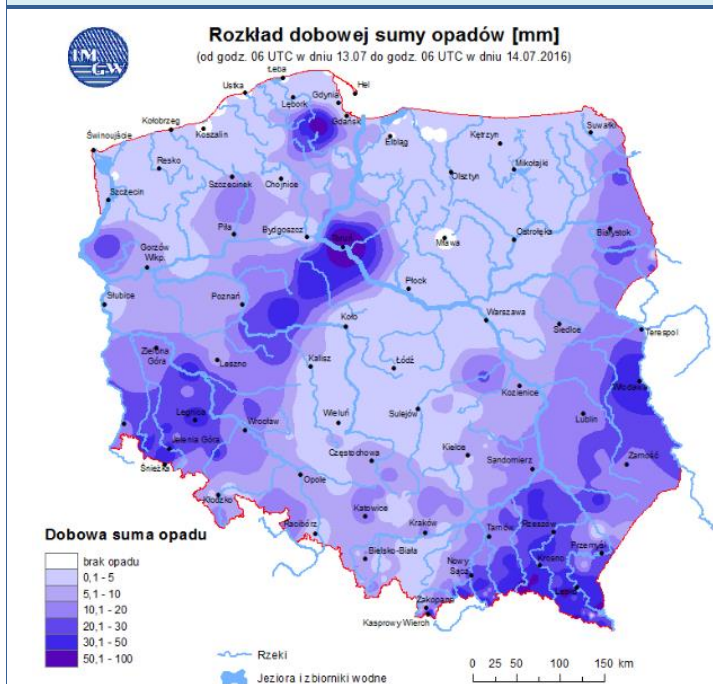 Rozkład dobowej sumy opadów [mm]
(od godz. 06 UTC w dniu 13.07 do godz. 06 UTC w dniu 14.07.2016)
IM
GW
Łeba
Hel
Ustka
Lębork
Gdynia
Gdańsk
Kołobrzeg
Koszalin
Świnoujście
Elbląg
Kętrzyn
Suwałki
Resko
Szczecinek
Chojnice
Olsztyn
Mikołajki
Szczecin
Piła
Bydgoszcz
Mława
Ostrołęka
Białystok
Gorzów
Wlkp.
Płock
Słubice
Poznań
Koło
Warszawa
Siedlce
Terespol
Zielona
Góra
Leszno
Kalisz
Łódź
Kozienice
Włodawa
Legnica
Wrocław
Wieluń
Sulejów
Lublin
Jelenia Góra
Śnieżka
Częstochowa
Kielce
Sandomierz
Zamość
Kłodzko
Opole
Racibórz
Katowice
Kraków
Tarnów
Rzeszów
Przemyśl
Bielsko-Biała
Nowy
Sącz
Krosno
Lesko
Zakopane
Kasprowy Wierch
Dobowa suma opadu
brak opadu
0,1 - 5
5,1 - 10
10,1 - 20
20,1 - 30
30,1 - 50
50,1 - 100
Rzeki
Jeziora i zbiorniki wodne
0 25 50 100 150 km